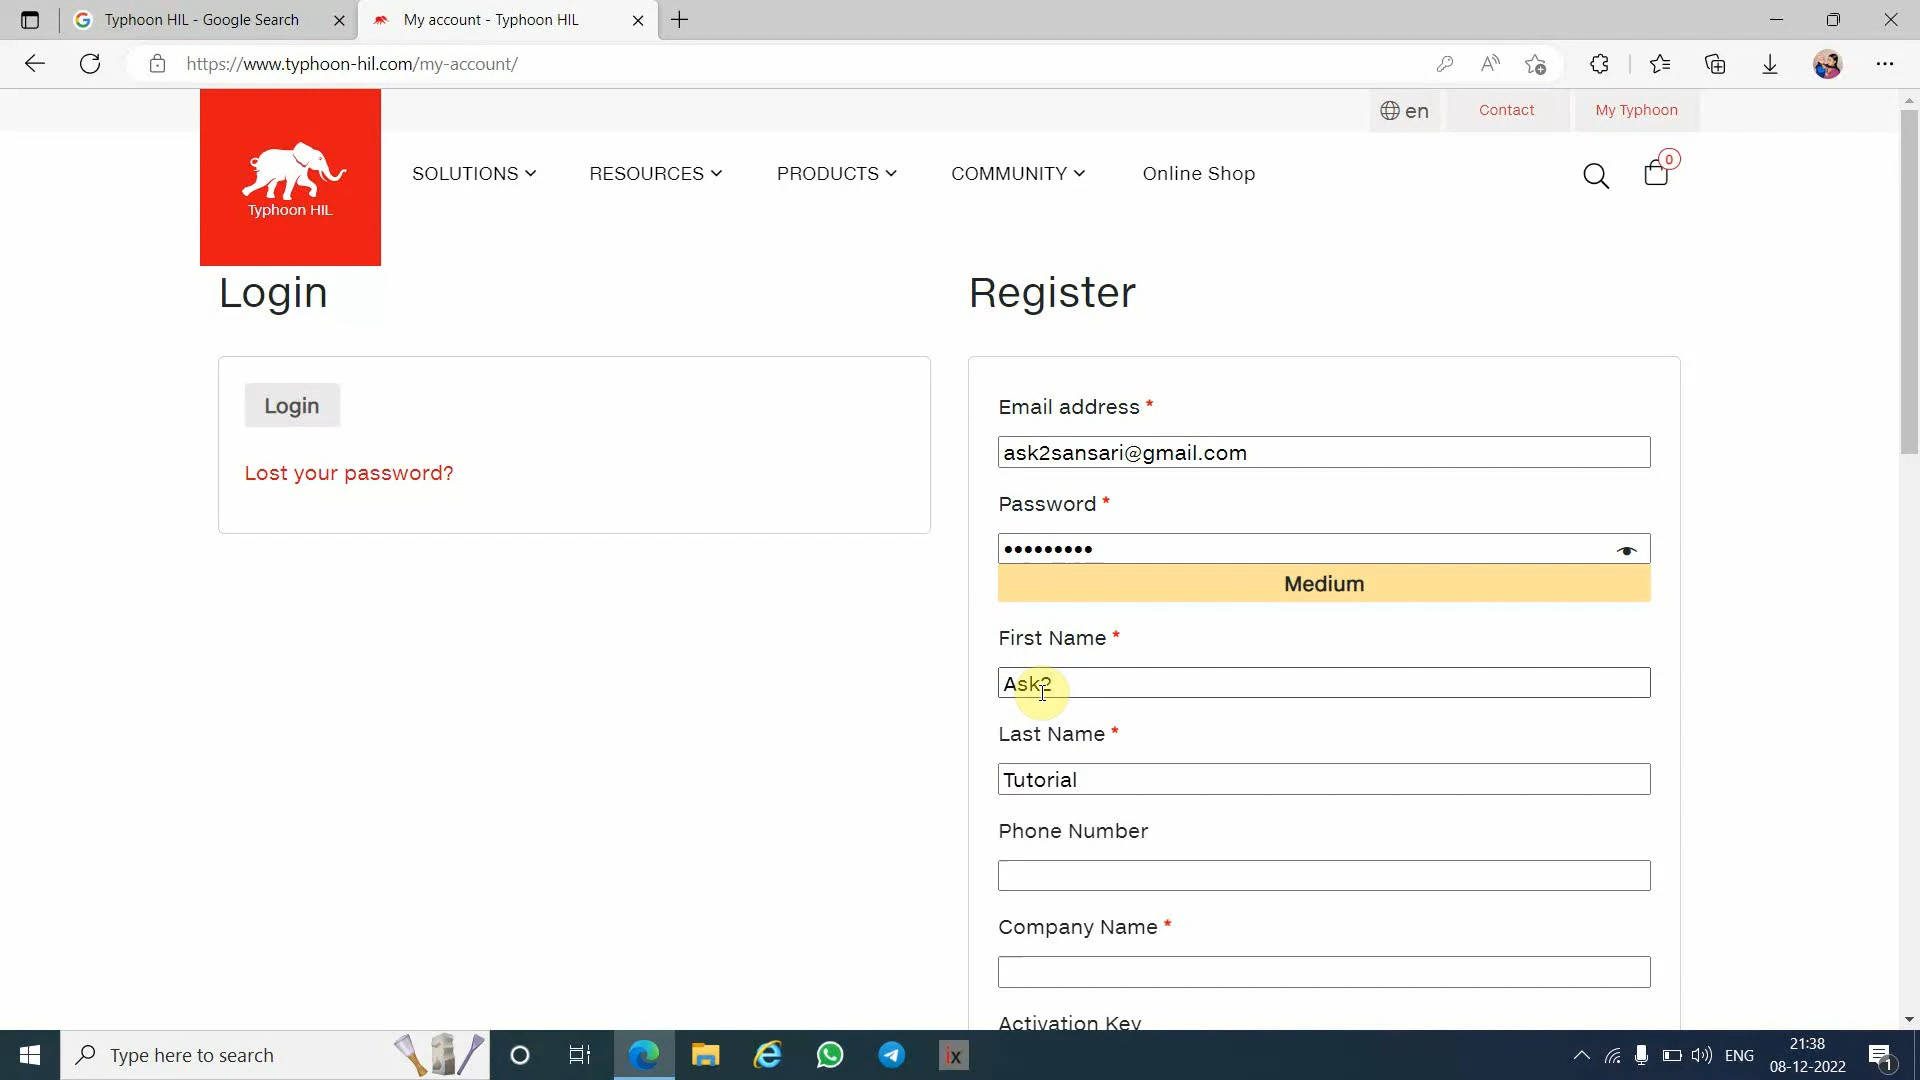 Typhoon HIL - Google Search
My account - Typhoon HIL
https://www.typhoon-hil.com/my-account/
en
Contact
My Typhoon
Typhoon HIL
SOLUTIONS
RESOURCES
PRODUCTS
COMMUNITY
Online Shop
0
Login
Login
Lost your password?
Register
Email address *
ask2sansari@gmail.com
Password *
•••••••••
Medium
First Name *
Ask2
Last Name *
Tutorial
Phone Number
Company Name *
Activation Key
Type here to search
ix
ENG
21:38
08-12-2022
1